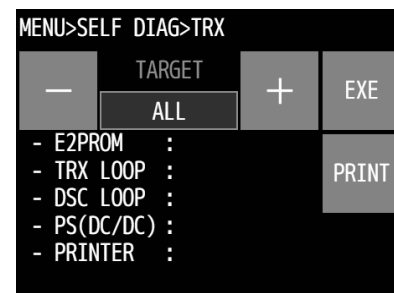 MENU>SELF DIAG>TRX
— TARGET + EXE
ALL
- E2PROM :
- TRX LOOP :
- DSC LOOP :
- PS(DC/DC) :
- PRINTER :
PRINT